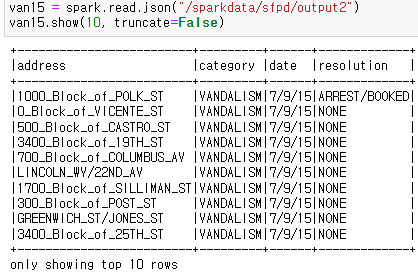 van15 = spark.read.json("/sparkdata/sfpd/output2")
van15.show(10, truncate=False)
+----------------------+---------+------+-------------+
|address               |category |date  |resolution   |
+----------------------+---------+------+-------------+
|1000_Block_of_POLK_ST |VANDALISM|7/9/15|ARREST/BOOKED|
|0_Block_of_VICENTE_ST |VANDALISM|7/9/15|NONE         |
|500_Block_of_CASTRO_ST|VANDALISM|7/9/15|NONE         |
|3400_Block_of_19TH_ST |VANDALISM|7/9/15|NONE         |
|700_Block_of_COLUMBUS_AV|VANDALISM|7/9/15|NONE         |
|LINCOLN_WY/22ND_AV    |VANDALISM|7/9/15|NONE         |
|1700_Block_of_SILLIMAN_ST|VANDALISM|7/9/15|NONE         |
|300_Block_of_POST_ST  |VANDALISM|7/9/15|NONE         |
|GREENWICH_ST/JONES_ST |VANDALISM|7/9/15|NONE         |
|3400_Block_of_25TH_ST |VANDALISM|7/9/15|NONE         |
+----------------------+---------+------+-------------+
only showing top 10 rows